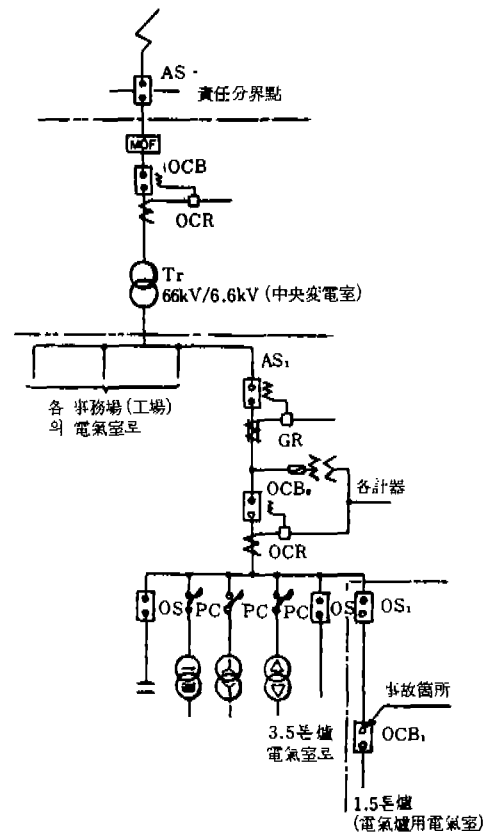 AS
責任分界點
MOF
OCB
OCR
Tr
66kV/6.6kV (中央変電室)
AS₁
各 事務場(工場)
의 電氣室로
GR
OCB₀
各計器
OCR
OS PC PC PC OS OS₁
3.5톤爐
電氣室로
事故箇所
OCB₁
1.5톤爐
(電氣爐用電氣室)